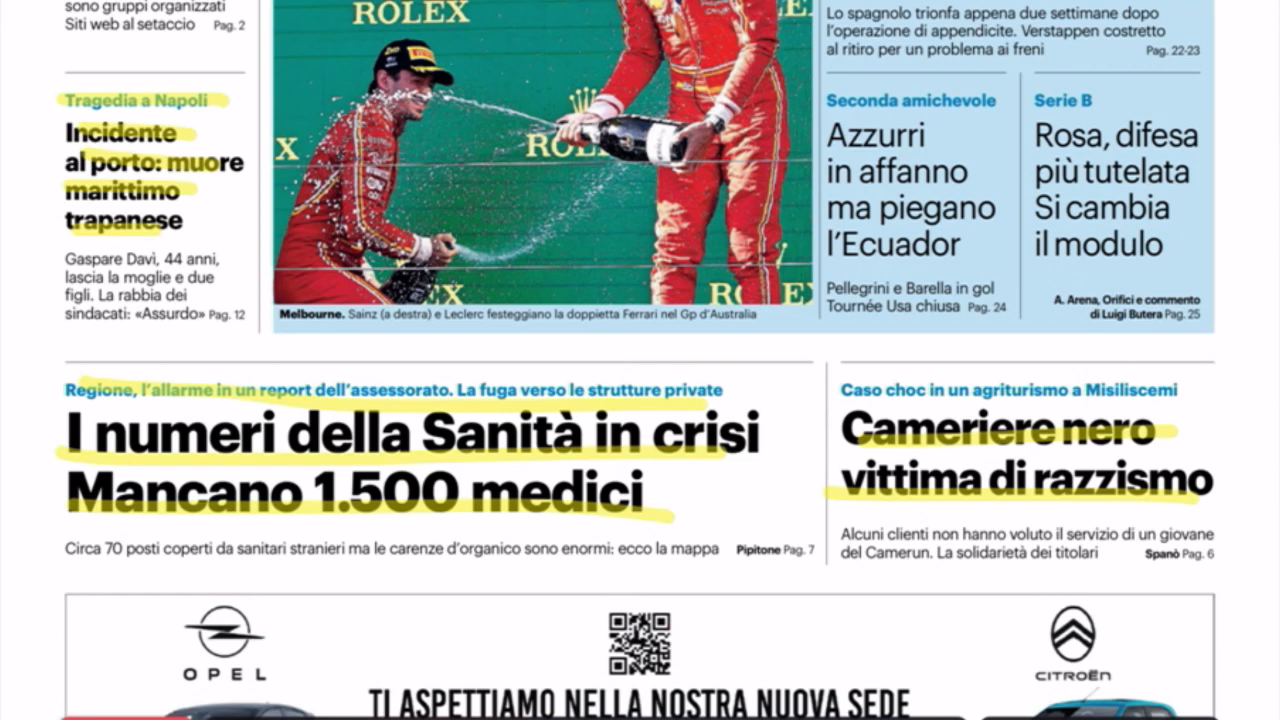 sono gruppi organizzati
Siti web al setaccio Pag. 2
Tragedia a Napoli
Incidente
al porto: muore
marittimo
trapanese
Gaspare Davì, 44 anni,
lascia la moglie e due
figli. La rabbia dei
sindacati: «Assurdo» Pag. 12
ROLEX
Melbourne. Sainz (a destra) e Leclerc festeggiano la doppietta Ferrari nel Gp d'Australia
Lo spagnolo trionfa appena due settimane dopo
l'operazione di appendicite. Verstappen costretto
al ritiro per un problema ai freni Pag. 22-23
Seconda amichevole
Azzurri
in affanno
ma piegano
l'Ecuador
Pellegrini e Barella in gol
Tournée Usa chiusa Pag. 24
Serie B
Rosa, difesa
più tutelata
Si cambia
il modulo
A. Arena, Orifici e commento
di Luigi Butera Pag. 25
Regione, l'allarme in un report dell'assessorato. La fuga verso le strutture private
I numeri della Sanità in crisi
Mancano 1.500 medici
Circa 70 posti coperti da sanitari stranieri ma le carenze d'organico sono enormi: ecco la mappa Pipitone Pag. 7
Caso choc in un agriturismo a Misiliscemi
Cameriere nero
vittima di razzismo
Alcuni clienti non hanno voluto il servizio di un giovane
del Camerun. La solidarietà dei titolari Spanò Pag. 6
OPEL
CITROËN
TI ASPETTIAMO NELLA NOSTRA NUOVA SEDE